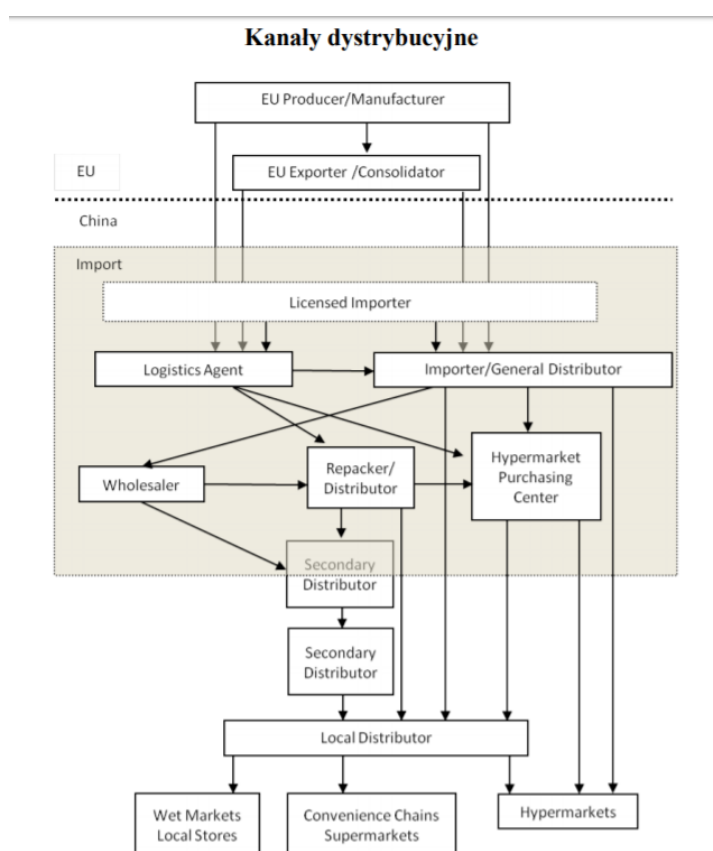 Kanały dystrybucyjne
EU Producer/Manufacturer
EU
EU Exporter /Consolidator
China
Import
Licensed Importer
Logistics Agent
Importer/General Distributor
Wholesaler
Repacker/
Distributor
Hypermarket
Purchasing
Center
Secondary
Distributor
Secondary
Distributor
Local Distributor
Wet Markets
Local Stores
Convenience Chains
Supermarkets
Hypermarkets